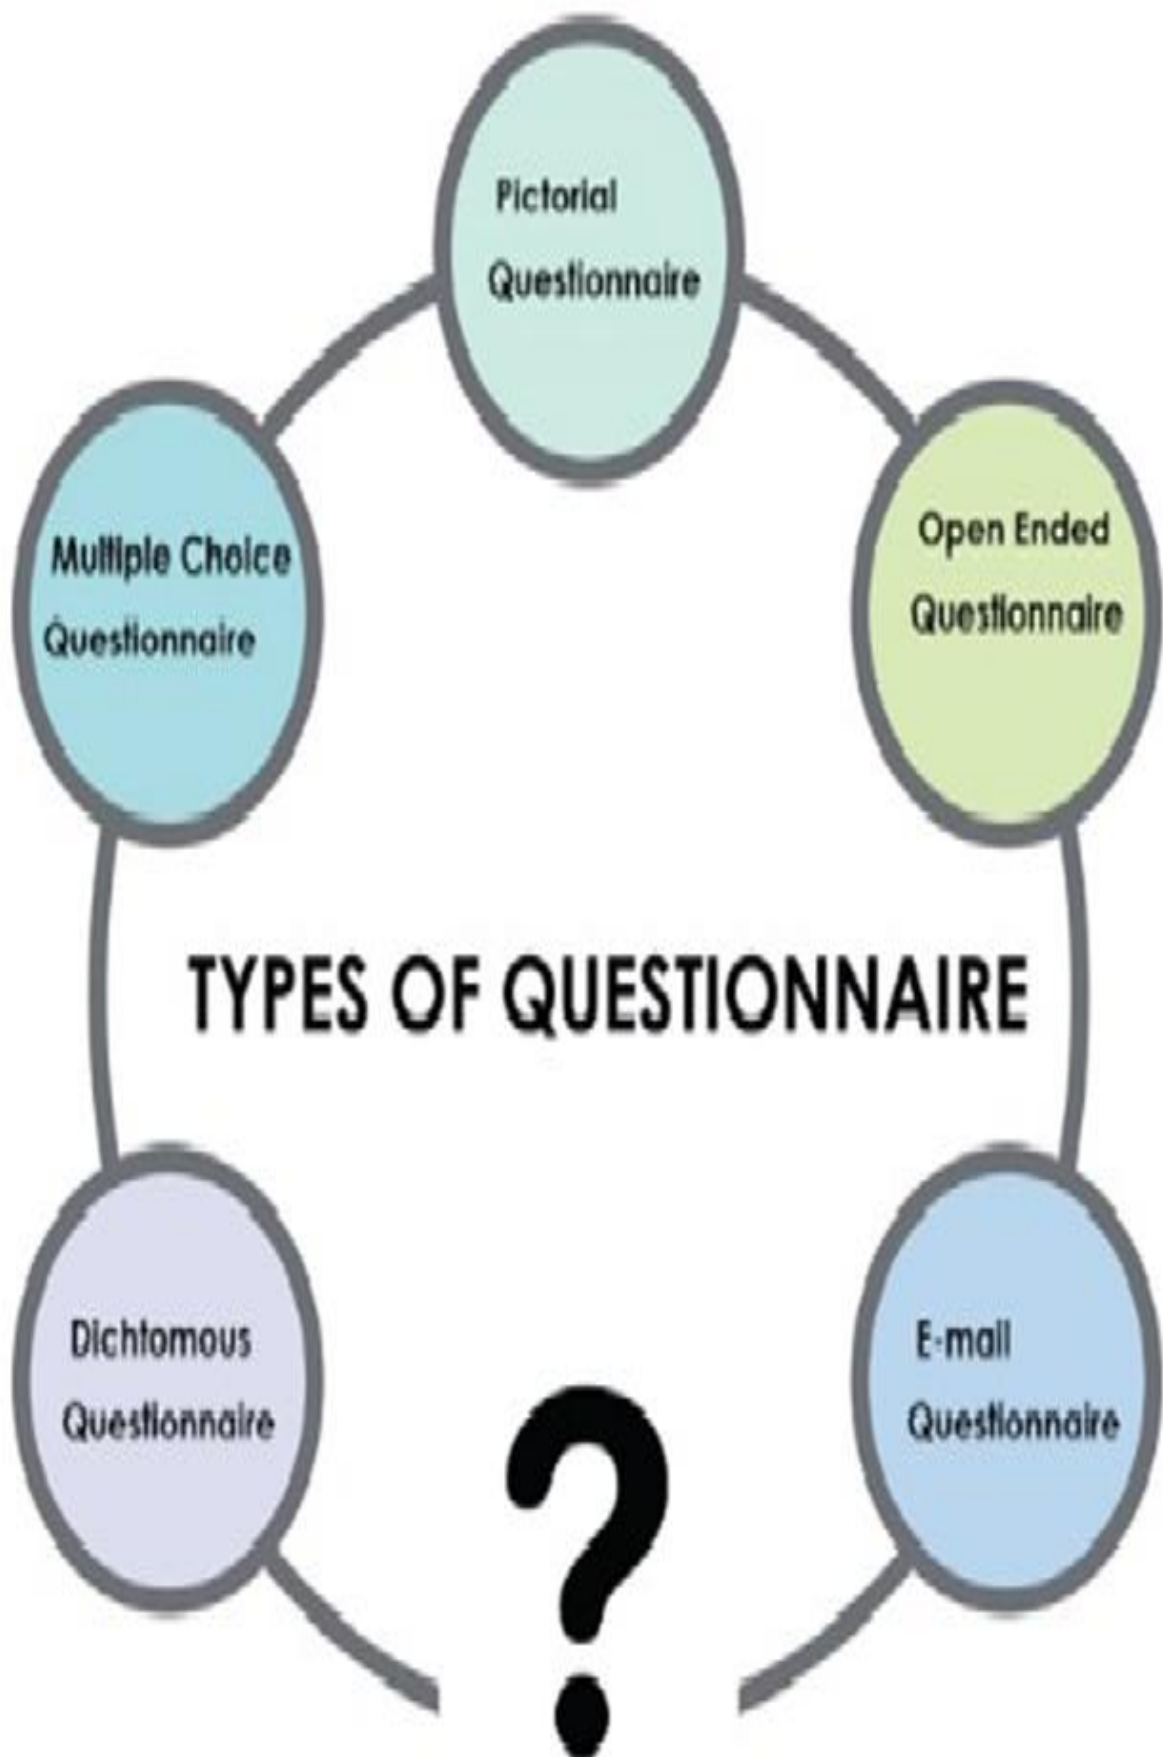 Pictorial
Questionnaire
Multiple Choice
Questionnaire
Open Ended
Questionnaire
TYPES OF QUESTIONNAIRE
Dichtomous
Questionnaire
E-mail
Questionnaire
?